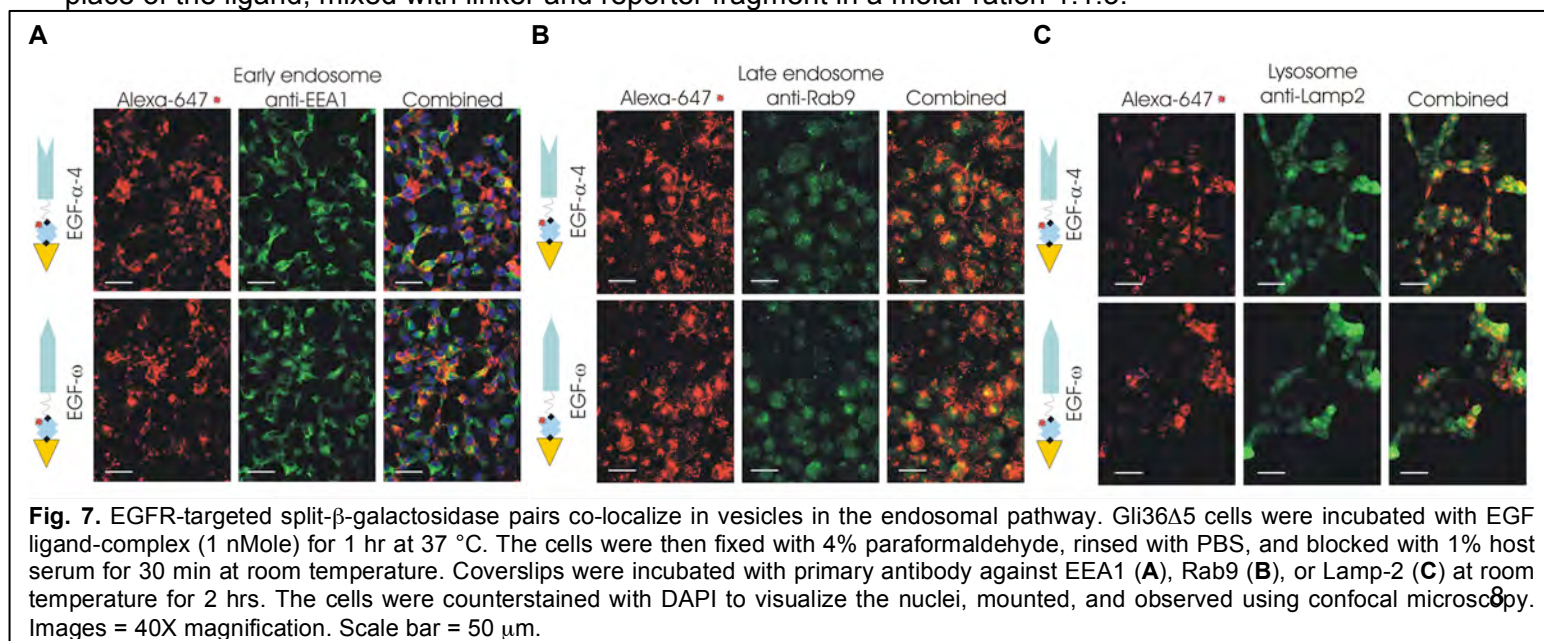 place of the ligand, mixed with linker and reporter fragment in a molar ration 1:1:3.
A
B
C
Early endosome
Alexa-647 anti-EEA1 Combined
Late endosome
Alexa-647 anti-Rab9 Combined
Lysosome
Alexa-647 anti-Lamp2 Combined
EGF-α-4
EGF-α-4
EGF-α-4
EGF-ω
EGF-ω
EGF-ω
Fig. 7. EGFR-targeted split-β-galactosidase pairs co-localize in vesicles in the endosomal pathway. Gli36Δ5 cells were incubated with EGF
ligand-complex (1 nMole) for 1 hr at 37 °C. The cells were then fixed with 4% paraformaldehyde, rinsed with PBS, and blocked with 1% host
serum for 30 min at room temperature. Coverslips were incubated with primary antibody against EEA1 (A), Rab9 (B), or Lamp-2 (C) at room
temperature for 2 hrs. The cells were counterstained with DAPI to visualize the nuclei, mounted, and observed using confocal microscopy.
8
Images = 40X magnification. Scale bar = 50 μm.